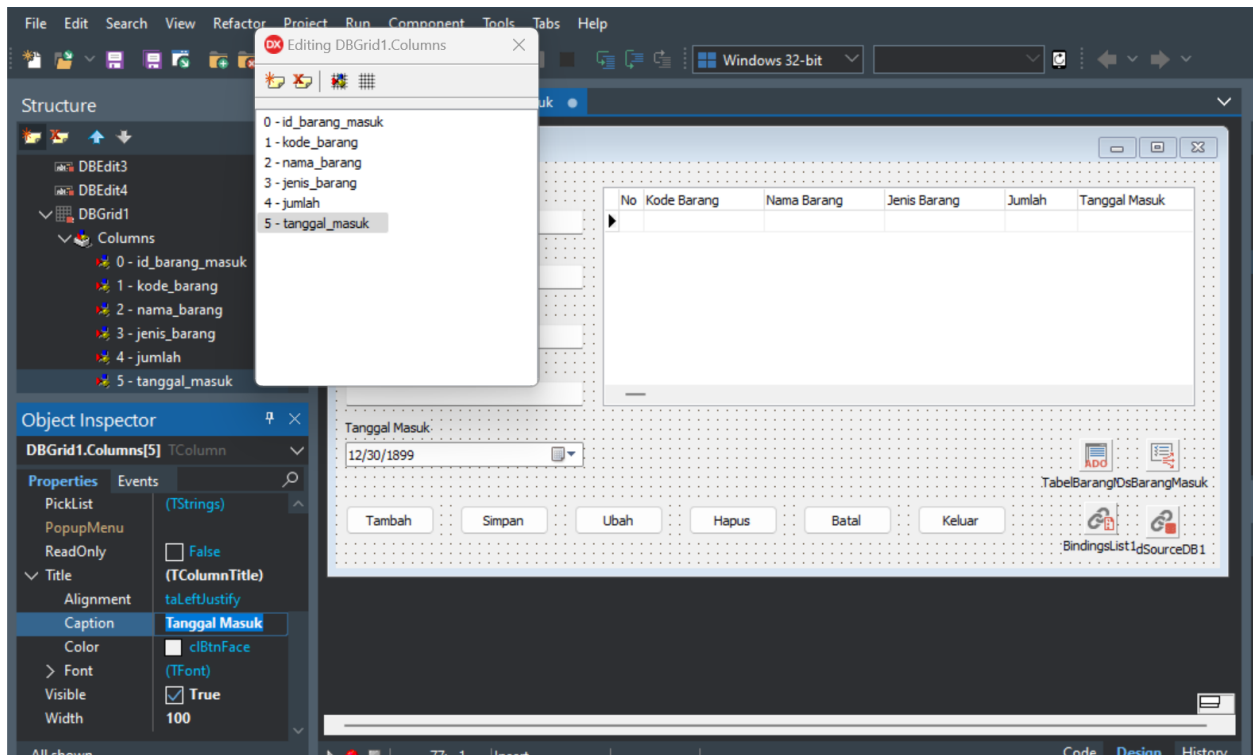 File Edit Search View Refactor Project Run Component Tools Tabs Help
DX Editing DBGrid1.Columns
Windows 32-bit
Structure
uk
0 - id_barang_masuk
1 - kode_barang
2 - nama_barang
3 - jenis_barang
4 - jumlah
5 - tanggal_masuk
DBEdit3
DBEdit4
DBGrid1
Columns
0 - id_barang_masuk
1 - kode_barang
2 - nama_barang
3 - jenis_barang
4 - jumlah
5 - tanggal_masuk
No Kode Barang Nama Barang Jenis Barang Jumlah Tanggal Masuk
Tanggal Masuk
12/30/1899
ADO
TabelBarang
DsBarangMasuk
Tambah Simpan Ubah Hapus Batal Keluar
BindingsList1
dSourceDB1
Object Inspector
DBGrid1.Columns[5] TColumn
Properties Events
PickList (TStrings)
PopupMenu
ReadOnly False
Title (TColumnTitle)
Alignment taLeftJustify
Caption Tanggal Masuk
Color clBtnFace
Font (TFont)
Visible True
Width 100
All shown
77: 1 Insert
Code Design History